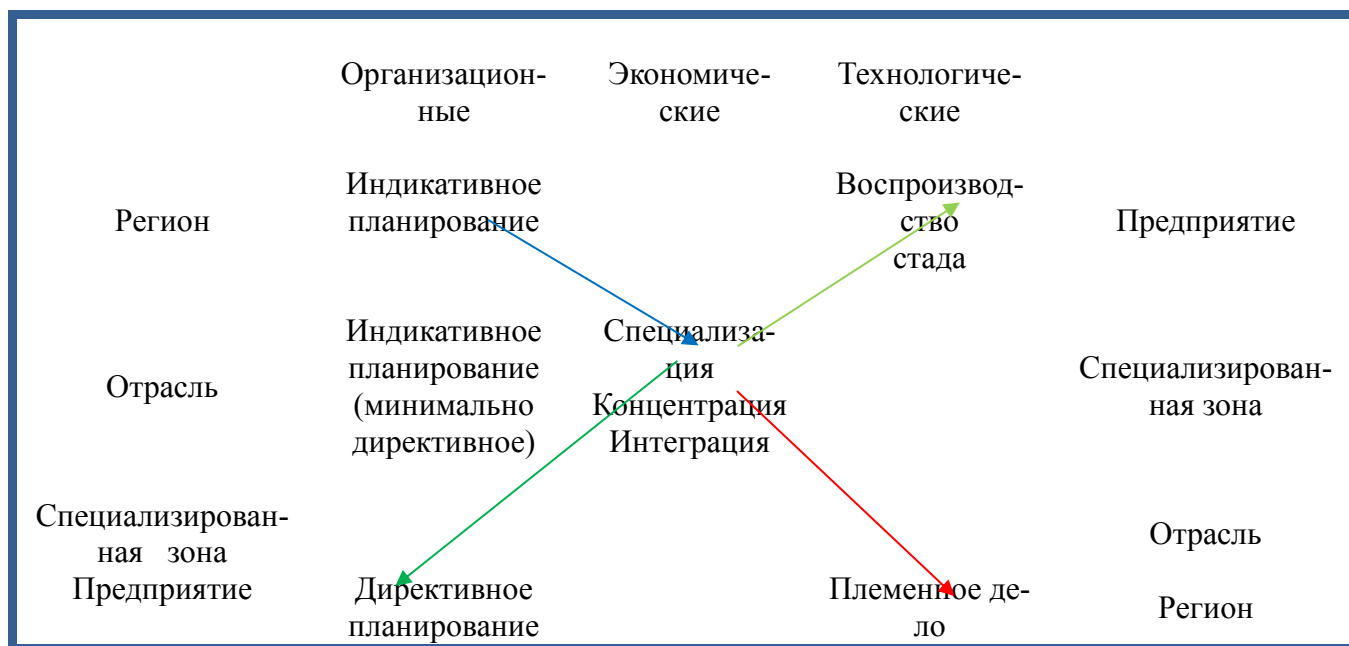 Организацион-
ные
Экономиче-
ские
Технологиче-
ские
Регион
Индикативное
планирование
Воспроизвод-
ство
стада
Предприятие
Отрасль
Индикативное
планирование
(минимально
директивное)
Специализа-
ция
Концентрация
Интеграция
Специализирован-
ная зона
Специализирован-
ная зона
Предприятие
Директивное
планирование
Племенное де-
ло
Отрасль
Регион